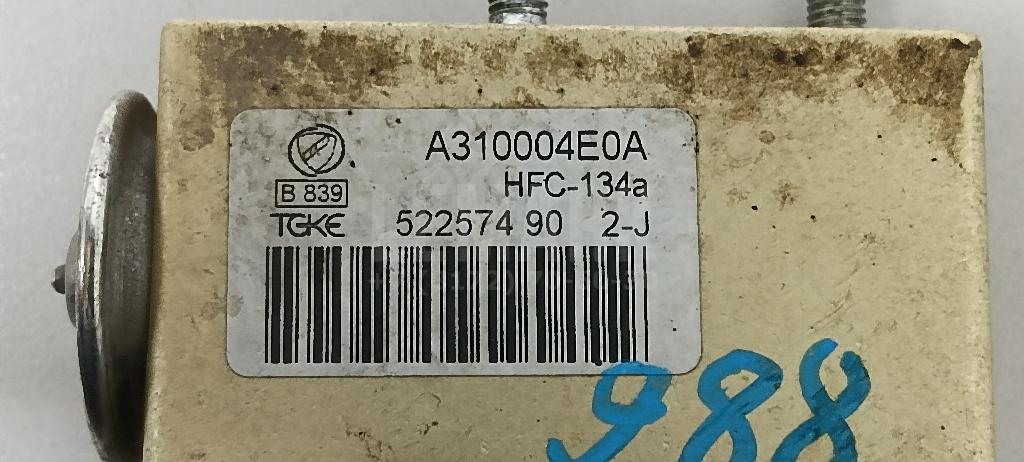 A310004E0A
HFC-134a
B 839
TGKE 522574 90 2-J
988